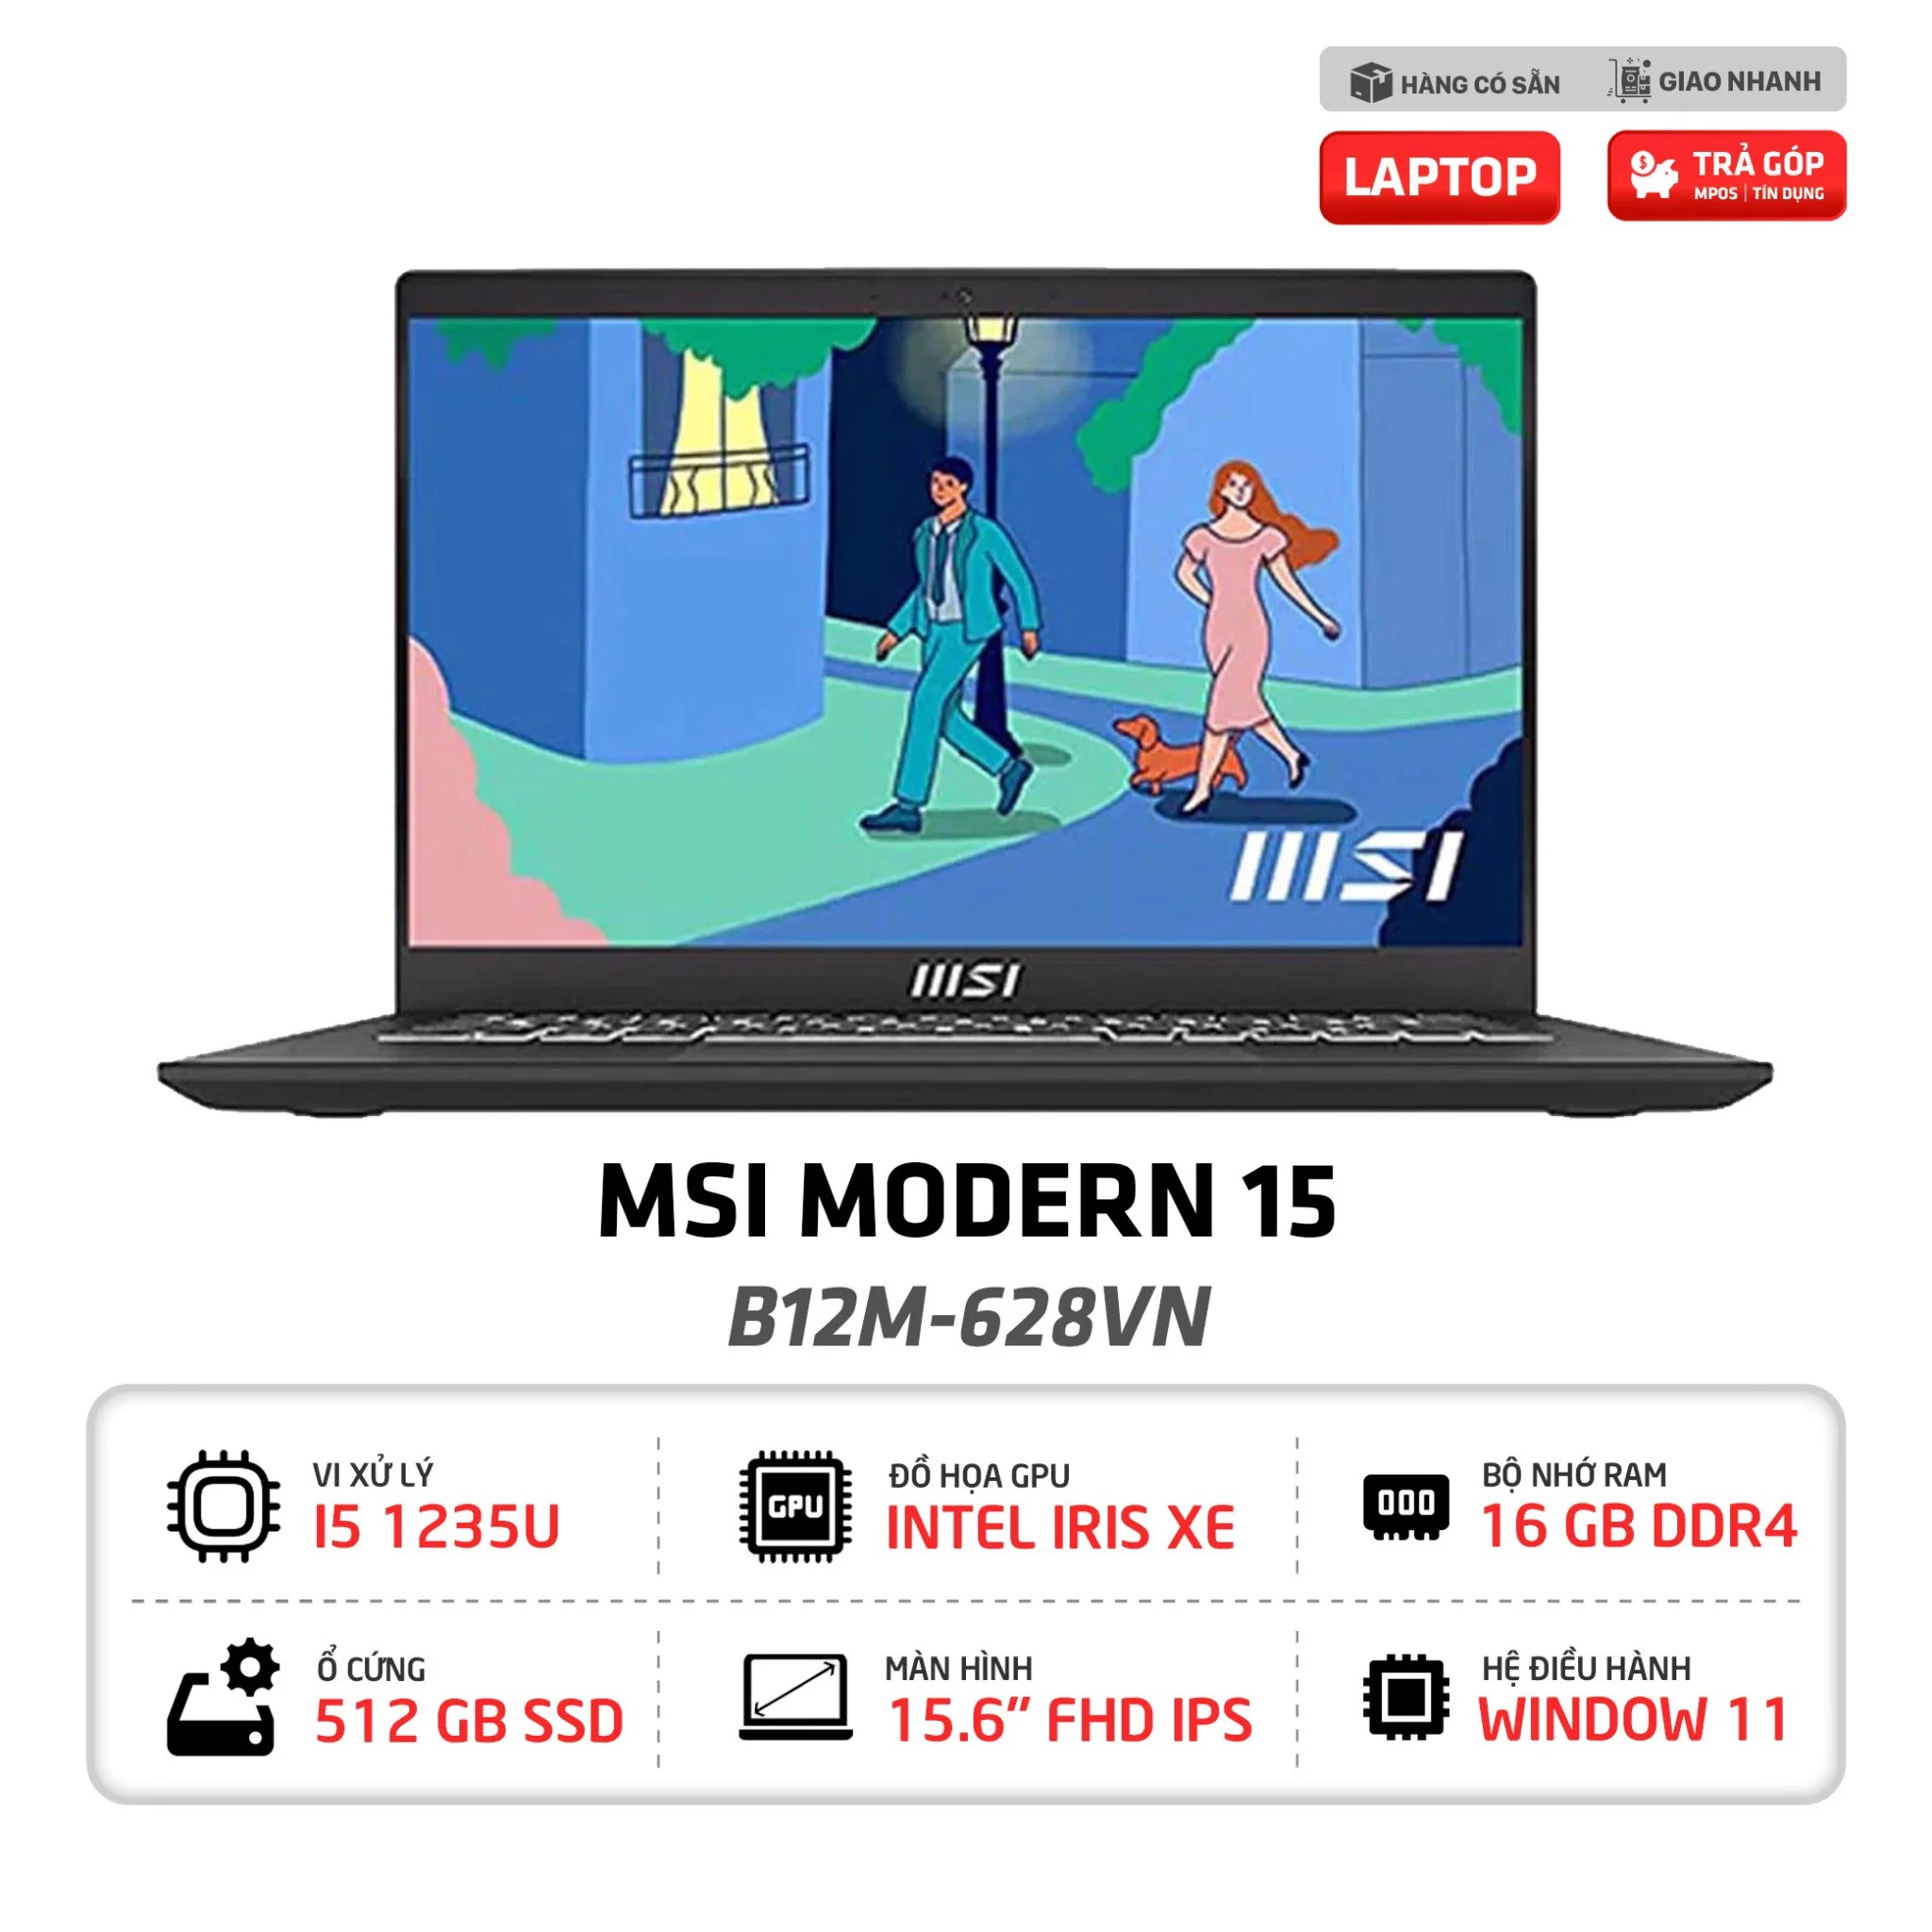 HÀNG CÓ SẴN
GIAO NHANH
LAPTOP
TRẢ GÓP
MPOS | TÍN DỤNG
MSI
MSI
MSI MODERN 15
B12M-628VN
VI XỬ LÝ
I5 1235U
ĐỒ HỌA GPU
GPU
INTEL IRIS XE
BỘ NHỚ RAM
16 GB DDR4
Ổ CỨNG
512 GB SSD
MÀN HÌNH
15.6” FHD IPS
HỆ ĐIỀU HÀNH
WINDOW 11